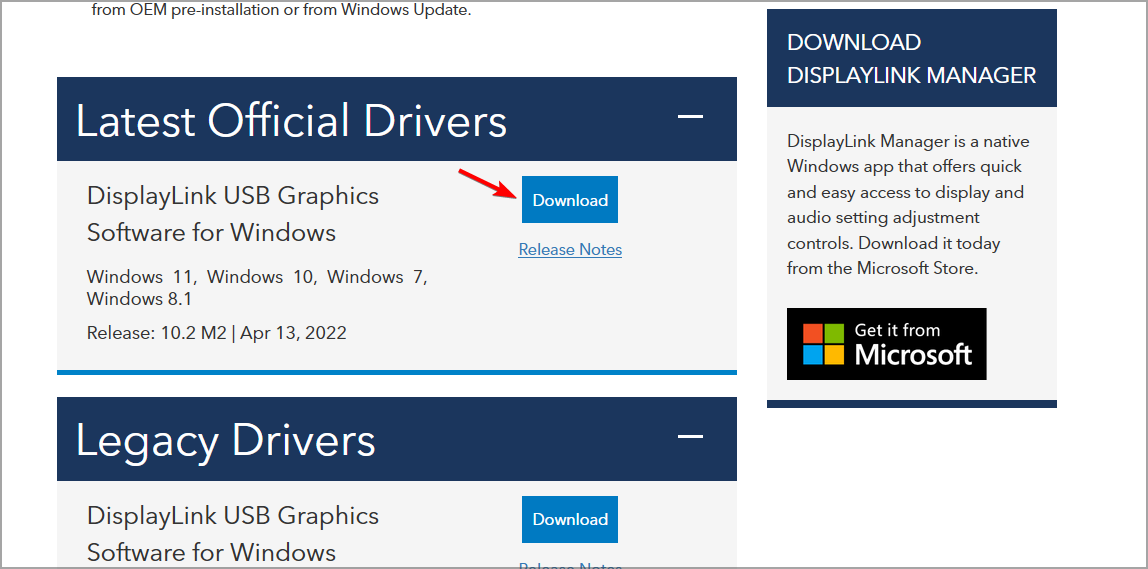 from OEM pre-installation or from Windows Update.
Latest Official Drivers
DisplayLink USB Graphics
Software for Windows
Windows 11, Windows 10, Windows 7,
Windows 8.1
Release: 10.2 M2 | Apr 13, 2022
Download
Release Notes
Legacy Drivers
DisplayLink USB Graphics
Software for Windows
Download
Release Notes
DOWNLOAD
DISPLAYLINK MANAGER
DisplayLink Manager is a native
Windows app that offers quick
and easy access to display and
audio setting adjustment
controls. Download it today
from the Microsoft Store.
Get it from
Microsoft